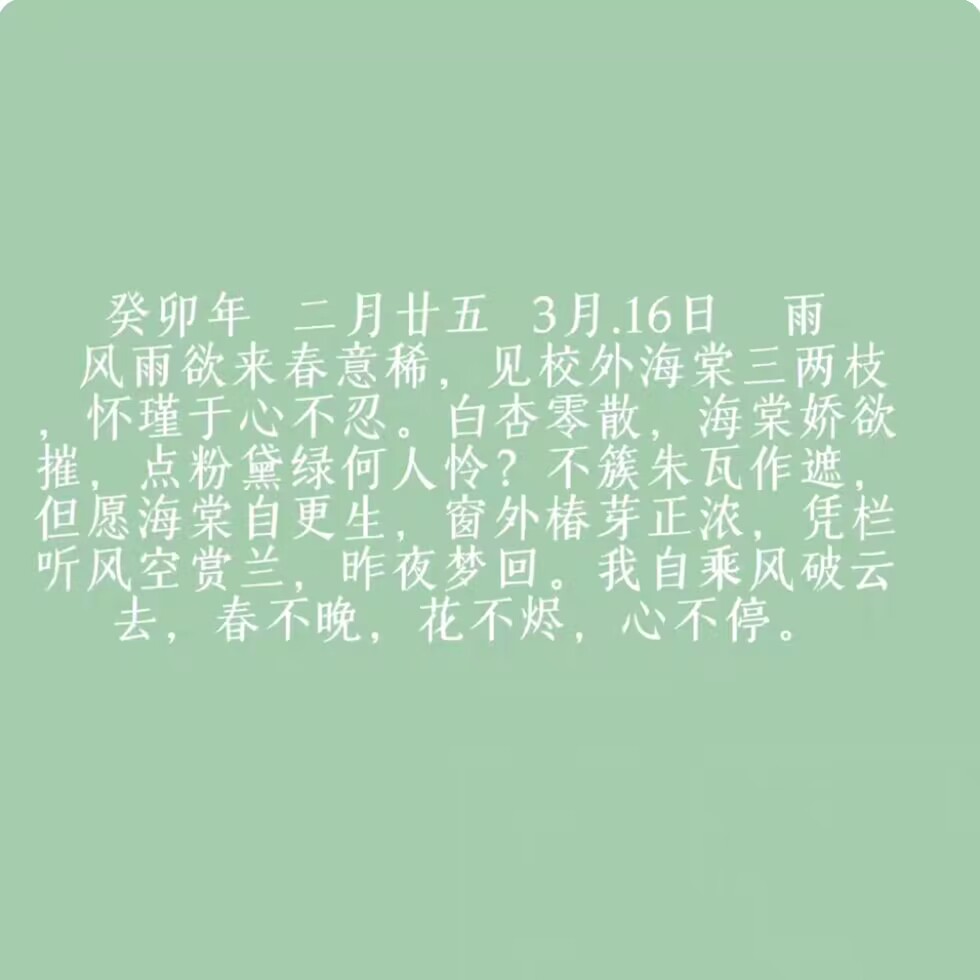 癸卯年 二月廿五 3月.16日 雨
风雨欲来春意稀，见校外海棠三两枝
，怀瑾于心不忍。白杏零散，海棠娇欲
摧，点粉黛绿何人怜？不簇朱瓦作遮，
但愿海棠自更生，窗外椿芽正浓，凭栏
听风空赏兰，昨夜梦回。我自乘风破云
去，春不晚，花不烬，心不停。